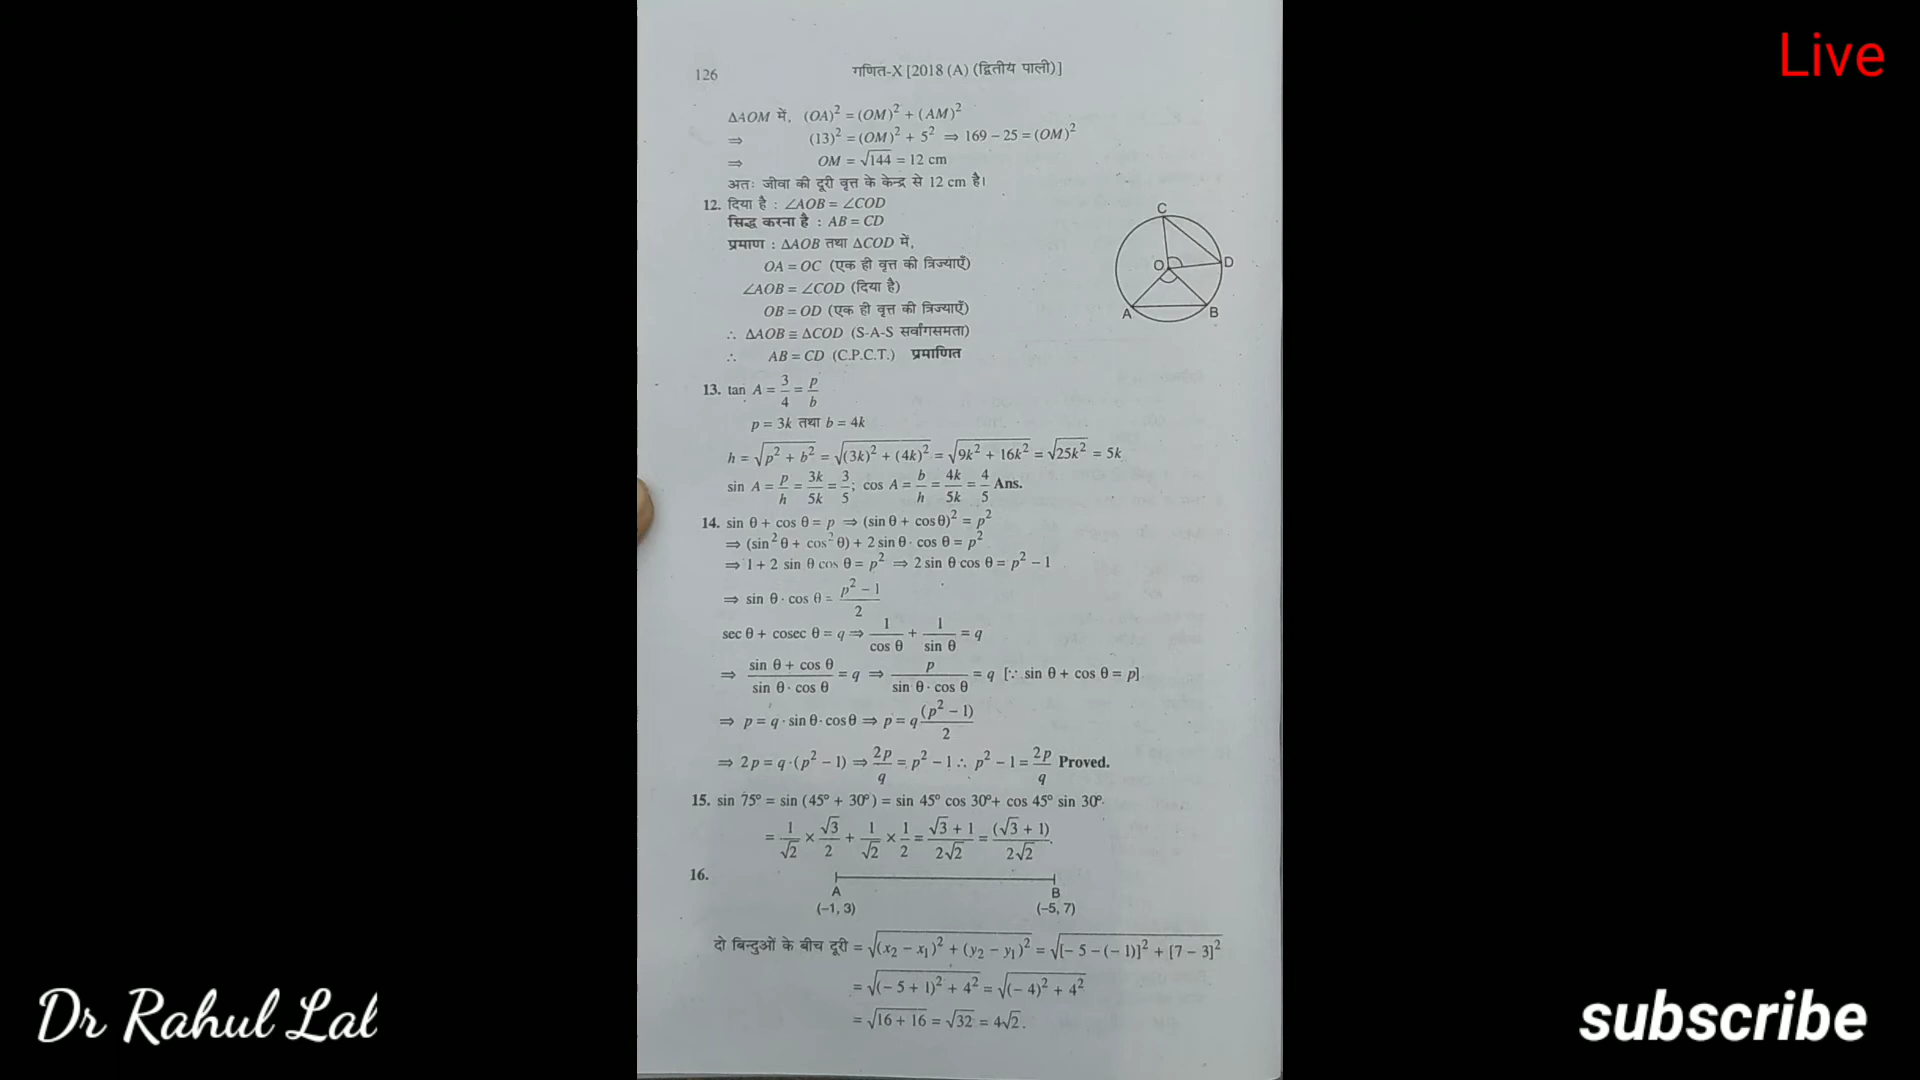 Live
126
गणित-X [2018 (A) (द्वितीय पाली)]
ΔAOM में, (OA)² = (OM)² + (AM)²
⇒ (13)² = (OM)² + 5² ⇒ 169 – 25 = (OM)²
⇒ OM = √144 = 12 cm
अतः जीवा की दूरी वृत्त के केन्द्र से 12 cm है।
12. दिया है : ∠AOB = ∠COD
सिद्ध करना है : AB = CD
प्रमाण : ΔAOB तथा ΔCOD में,
OA = OC (एक ही वृत्त की त्रिज्याएँ)
∠AOB = ∠COD (दिया है)
OB = OD (एक ही वृत्त की त्रिज्याएँ)
∴ ΔAOB ≅ ΔCOD (S-A-S सर्वांगसमता)
∴ AB = CD (C.P.C.T.) प्रमाणित
C
O
D
A
B
13. tan A = 3/4 = p/b
p = 3k तथा b = 4k
h = √(p² + b²) = √((3k)² + (4k)²) = √(9k² + 16k²) = √(25k²) = 5k
sin A = p/h = 3k/5k = 3/5; cos A = b/h = 4k/5k = 4/5 Ans.
14. sin θ + cos θ = p ⇒ (sin θ + cos θ)² = p²
⇒ (sin² θ + cos² θ) + 2 sin θ · cos θ = p²
⇒ 1 + 2 sin θ cos θ = p² ⇒ 2 sin θ cos θ = p² – 1
⇒ sin θ · cos θ = (p² – 1)/2
sec θ + cosec θ = q ⇒ 1/cos θ + 1/sin θ = q
⇒ (sin θ + cos θ)/(sin θ · cos θ) = q ⇒ p/(sin θ · cos θ) = q [∵ sin θ + cos θ = p]
⇒ p = q · sin θ · cos θ ⇒ p = q (p² – 1)/2
⇒ 2p = q · (p² – 1) ⇒ 2p/q = p² – 1 ∴ p² – 1 = 2p/q Proved.
15. sin 75° = sin (45° + 30°) = sin 45° cos 30° + cos 45° sin 30°
= 1/√2 × √3/2 + 1/√2 × 1/2 = (√3 + 1)/2√2 = (√3 + 1)/2√2.
16.
A B
(–1, 3) (–5, 7)
दो बिन्दुओं के बीच दूरी = √((x₂ – x₁)² + (y₂ – y₁)²) = √([– 5 – (– 1)]² + [7 – 3]²)
= √((– 5 + 1)² + 4²) = √((– 4)² + 4²)
= √(16 + 16) = √32 = 4√2.
Dr Rahul Lal
subscribe